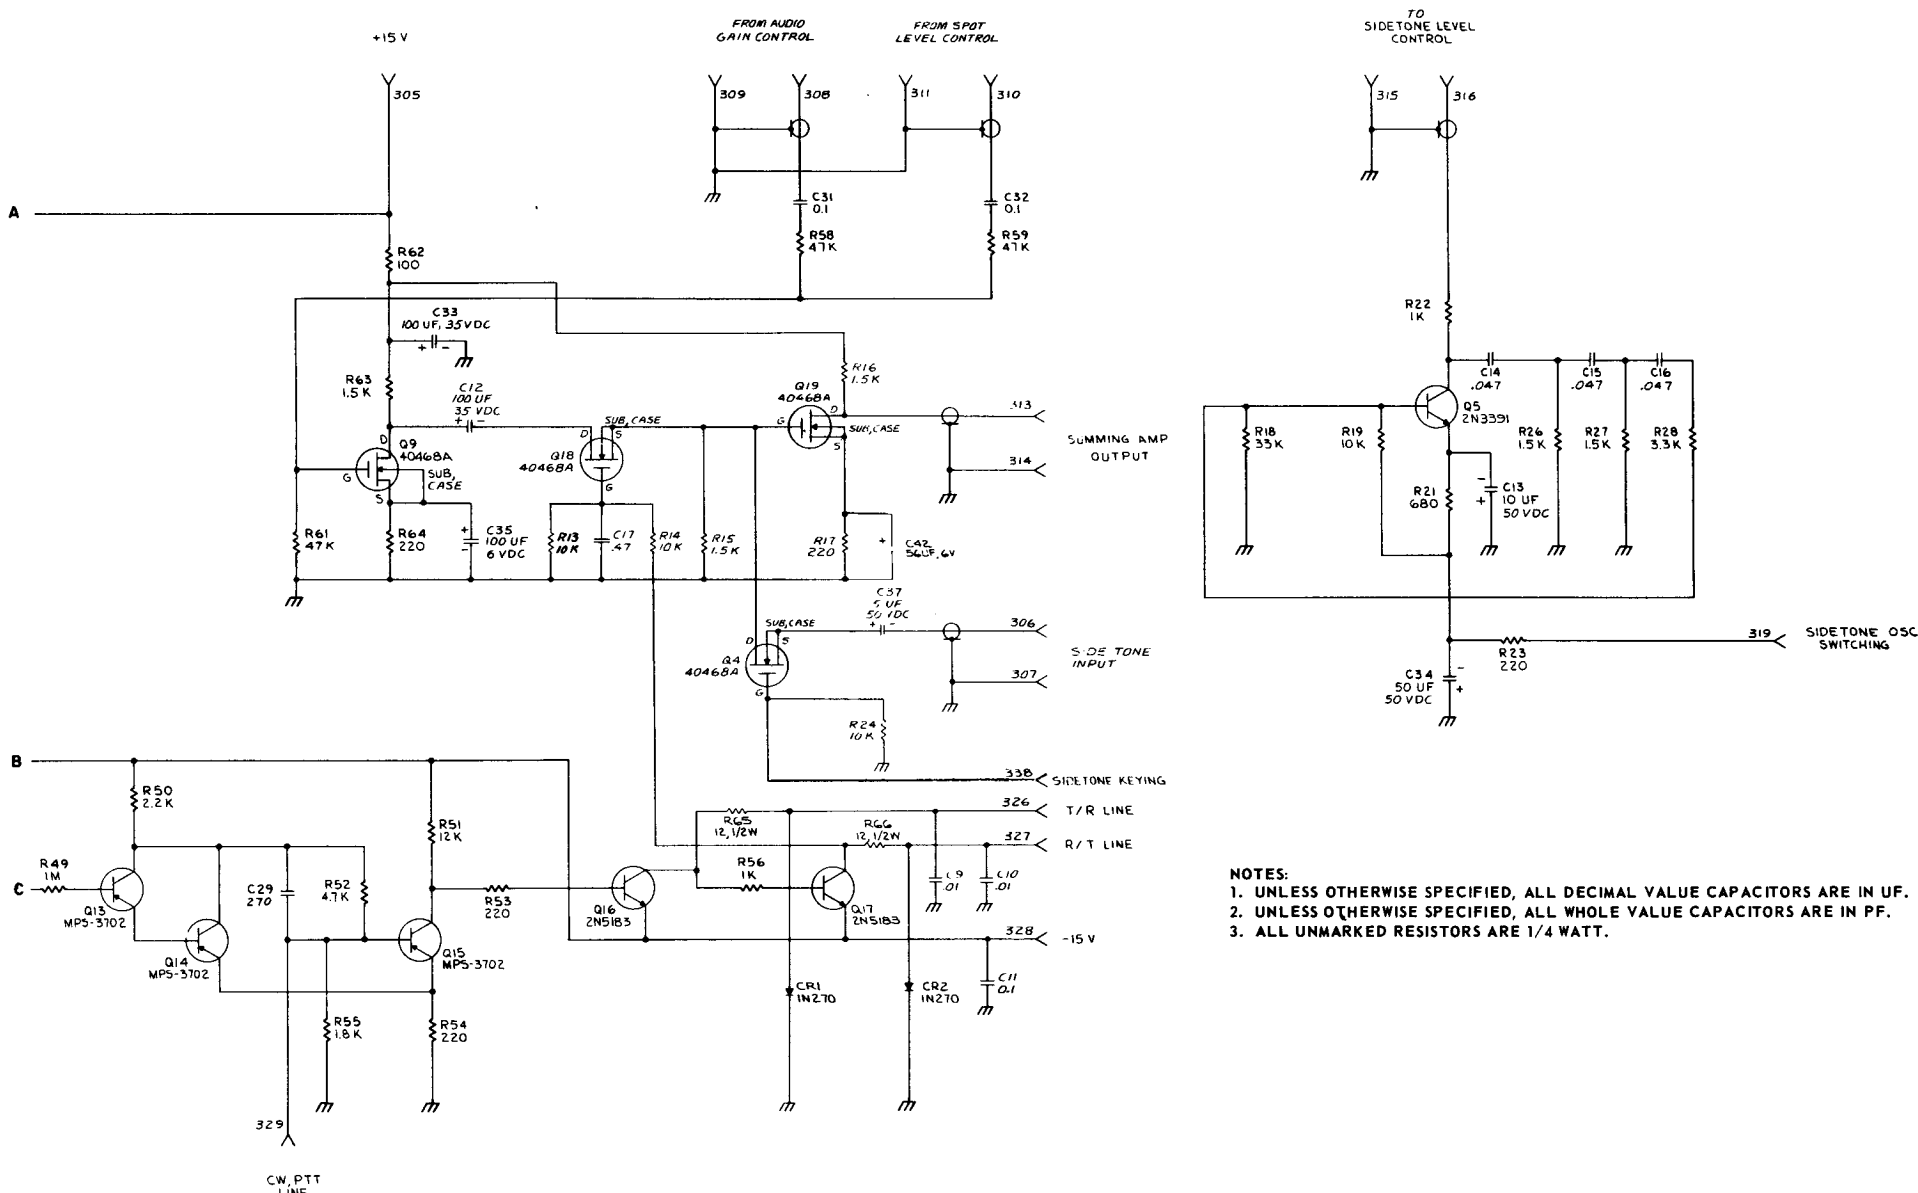 +15 V
305
FROM AUDIO
GAIN CONTROL
309
308
FROM SPOT
LEVEL CONTROL
311
310
TO
SIDETONE LEVEL
CONTROL
315
316
A
R62
100
C31
0.1
R58
47K
C32
0.1
R59
47K
C33
100 UF, 35VDC
+ -
R63
1.5K
C12
100 UF
35 VDC
+ -
D
Q9
40468A
SUB,
CASE
G
S
R61
47K
R64
220
C35
100 UF
6 VDC
+
-
SUB, CASE
D
S
Q18
40468A
G
R13
10K
C17
.47
R14
10K
R15
1.5K
R16
1.5K
Q19
40468A
D
G
SUB, CASE
S
R17
220
+
C42
56UF, 6V
313
314
SUMMING AMP
OUTPUT
C37
5 UF
50 VDC
+ -
SUB, CASE
D
S
Q4
40468A
G
R24
10K
306
307
SIDE TONE
INPUT
338
SIDETONE KEYING
326
T/R LINE
327
R/T LINE
328
-15 V
R22
1K
C14
.047
C15
.047
C16
.047
Q5
2N3391
R18
33K
R19
10K
R26
1.5K
R27
1.5K
R28
3.3K
R21
680
-
+
C13
10 UF
50 VDC
R23
220
319
SIDETONE OSC
SWITCHING
C34
50 UF
50 VDC
-
+
B
R50
2.2K
R51
12K
C
R49
1M
Q13
MPS-3702
Q14
MPS-3702
C29
270
R52
4.7K
Q15
MPS-3702
R53
220
R55
1.8K
R54
220
329
CW, PTT
LINE
Q16
2N5183
R65
12, 1/2W
R66
12, 1/2W
R56
1K
Q17
2N5183
C9
.01
C10
.01
C11
0.1
CR1
1N270
CR2
1N270
NOTES:
1. UNLESS OTHERWISE SPECIFIED, ALL DECIMAL VALUE CAPACITORS ARE IN UF.
2. UNLESS OTHERWISE SPECIFIED, ALL WHOLE VALUE CAPACITORS ARE IN PF.
3. ALL UNMARKED RESISTORS ARE 1/4 WATT.